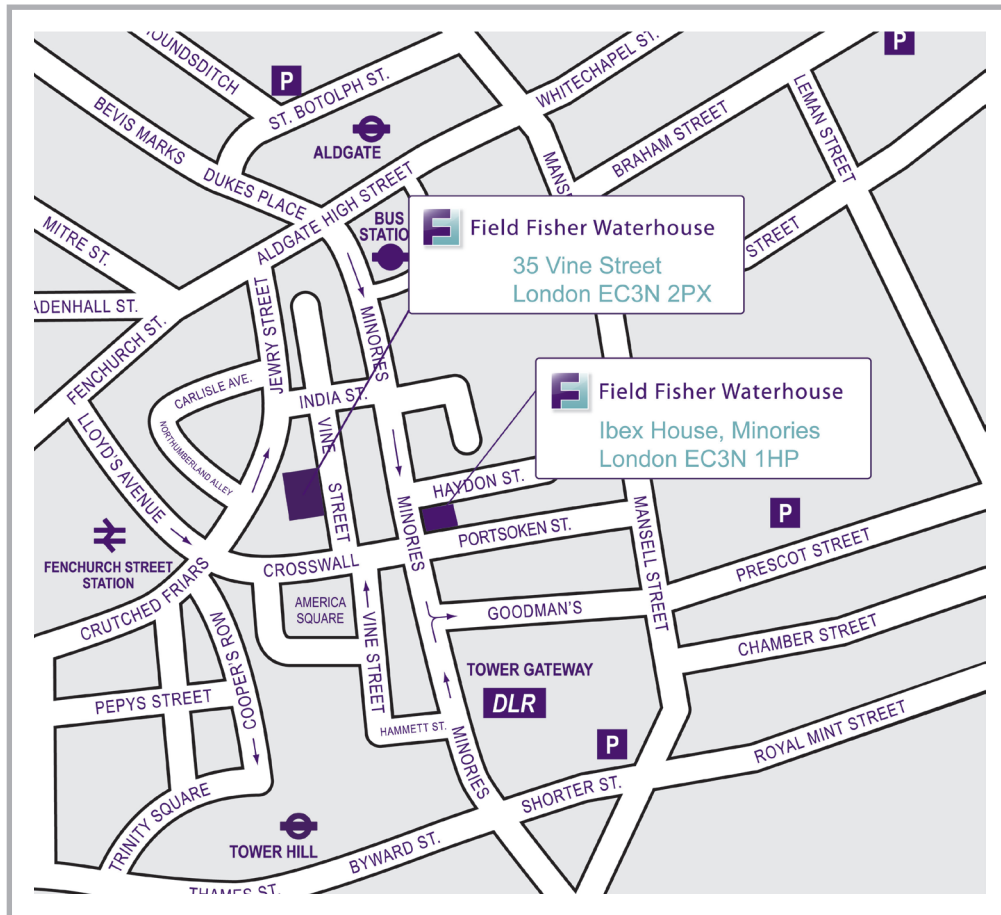 OUNDSDITCH
P
ST. BOTOLPH ST.
WHITECHAPEL ST.
P
BEVIS MARKS
ALDGATE
LEMAN STREET
BRAHAM STREET
MANS
DUKES PLACE
ALDGATE HIGH STREET
MITRE ST.
BUS
STATIO
Field Fisher Waterhouse
35 Vine Street
London EC3N 2PX
STREET
ADENHALL ST.
FENCHURCH ST.
JEWRY STREET
MINORIES
CARLISLE AVE.
INDIA ST.
Field Fisher Waterhouse
Ibex House, Minories
London EC3N 1HP
LLOYD'S AVENUE
NORTHUMBERLAND ALLEY
VINE
STREET
HAYDON ST.
MINORIES
PORTSOKEN ST.
MANSELL STREET
P
PRESCOT STREET
FENCHURCH STREET
STATION
CROSSWALL
CRUTCHED FRIARS
AMERICA
SQUARE
GOODMAN'S
CHAMBER STREET
COOPER'S ROW
VINE STREET
TOWER GATEWAY
DLR
PEPYS STREET
HAMMETT ST.
MINORIES
P
ROYAL MINT STREET
SHORTER ST.
TRINITY SQUARE
TOWER HILL
BYWARD ST.
THAMES ST.